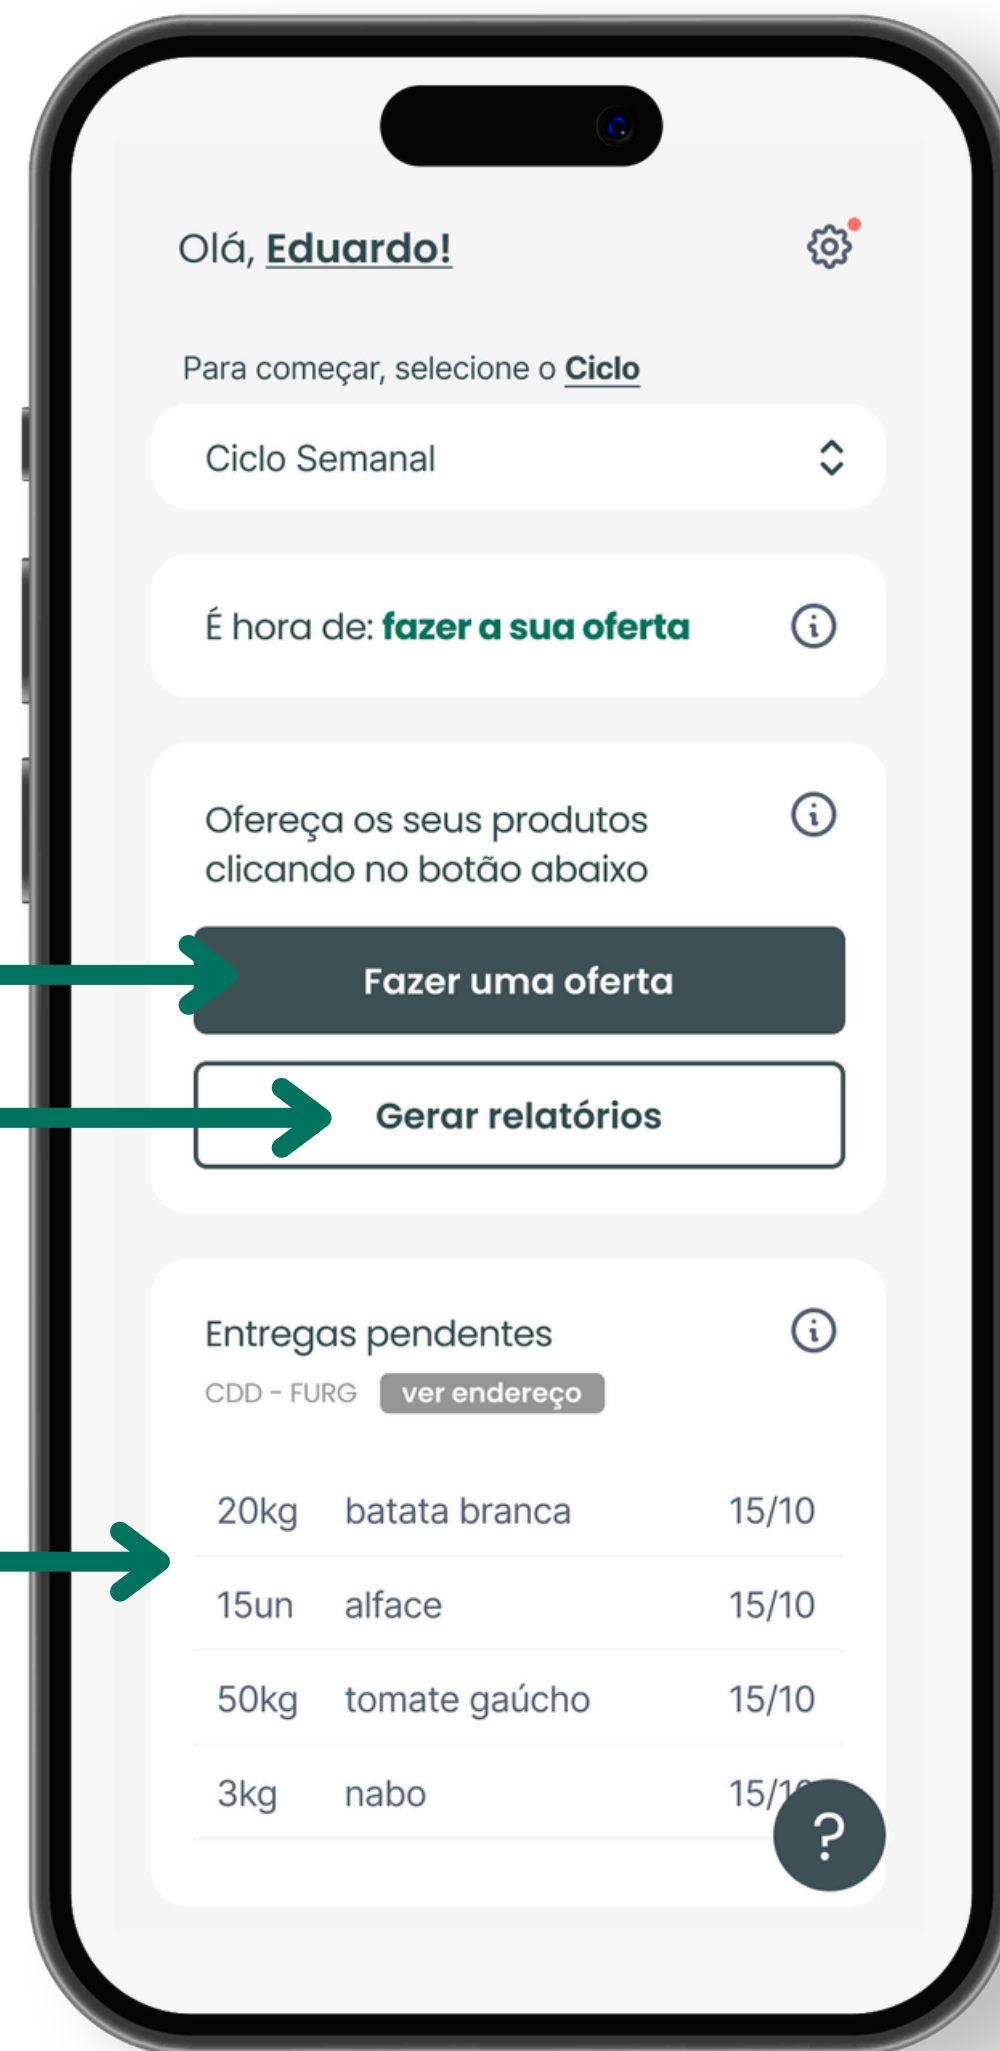 Olá, Eduardo!
Para começar, selecione o Ciclo
Ciclo Semanal
É hora de: fazer a sua oferta
Ofereça os seus produtos
clicando no botão abaixo
Fazer uma oferta
Gerar relatórios
Entregas pendentes
CDD - FURG ver endereço
20kg batata branca 15/10
15un alface 15/10
50kg tomate gaúcho 15/10
3kg nabo
?